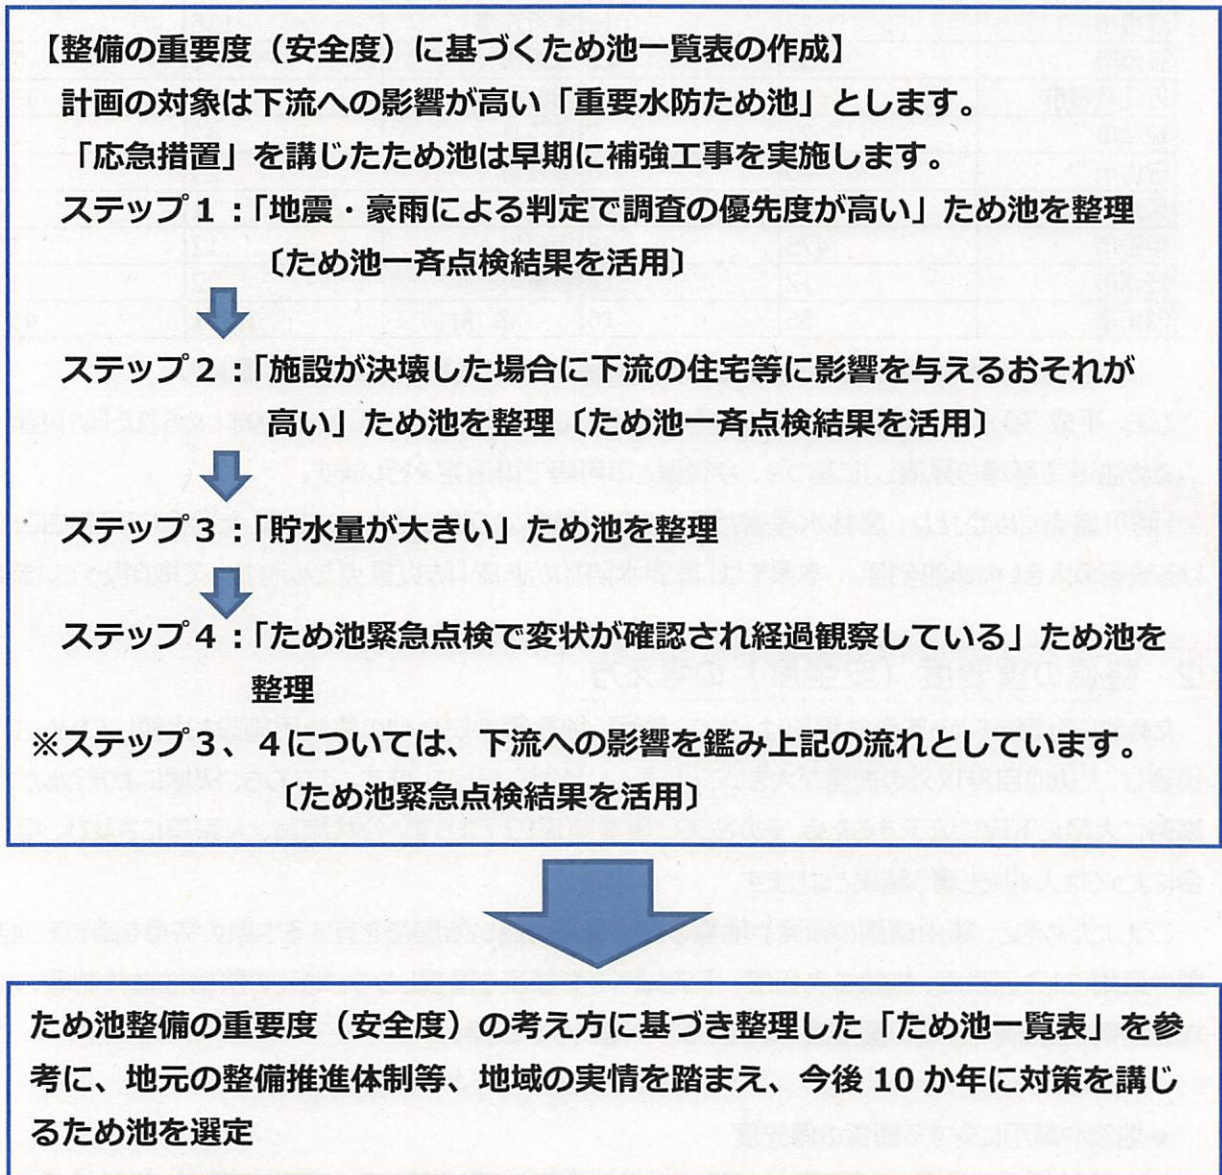 【整備の重要度（安全度）に基づくため池一覧表の作成】
計画の対象は下流への影響が高い「重要水防ため池」とします。
「応急措置」を講じたため池は早期に補強工事を実施します。
ステップ１：「地震・豪雨による判定で調査の優先度が高い」ため池を整理
〔ため池一斉点検結果を活用〕
ステップ２：「施設が決壊した場合に下流の住宅等に影響を与えるおそれが
高い」ため池を整理〔ため池一斉点検結果を活用〕
ステップ３：「貯水量が大きい」ため池を整理
ステップ４：「ため池緊急点検で変状が確認され経過観察している」ため池を
整理
※ステップ３、４については、下流への影響を鑑み上記の流れとしています。
〔ため池緊急点検結果を活用〕
ため池整備の重要度（安全度）の考え方に基づき整理した「ため池一覧表」を参
考に、地元の整備推進体制等、地域の実情を踏まえ、今後 10 か年に対策を講じ
るため池を選定